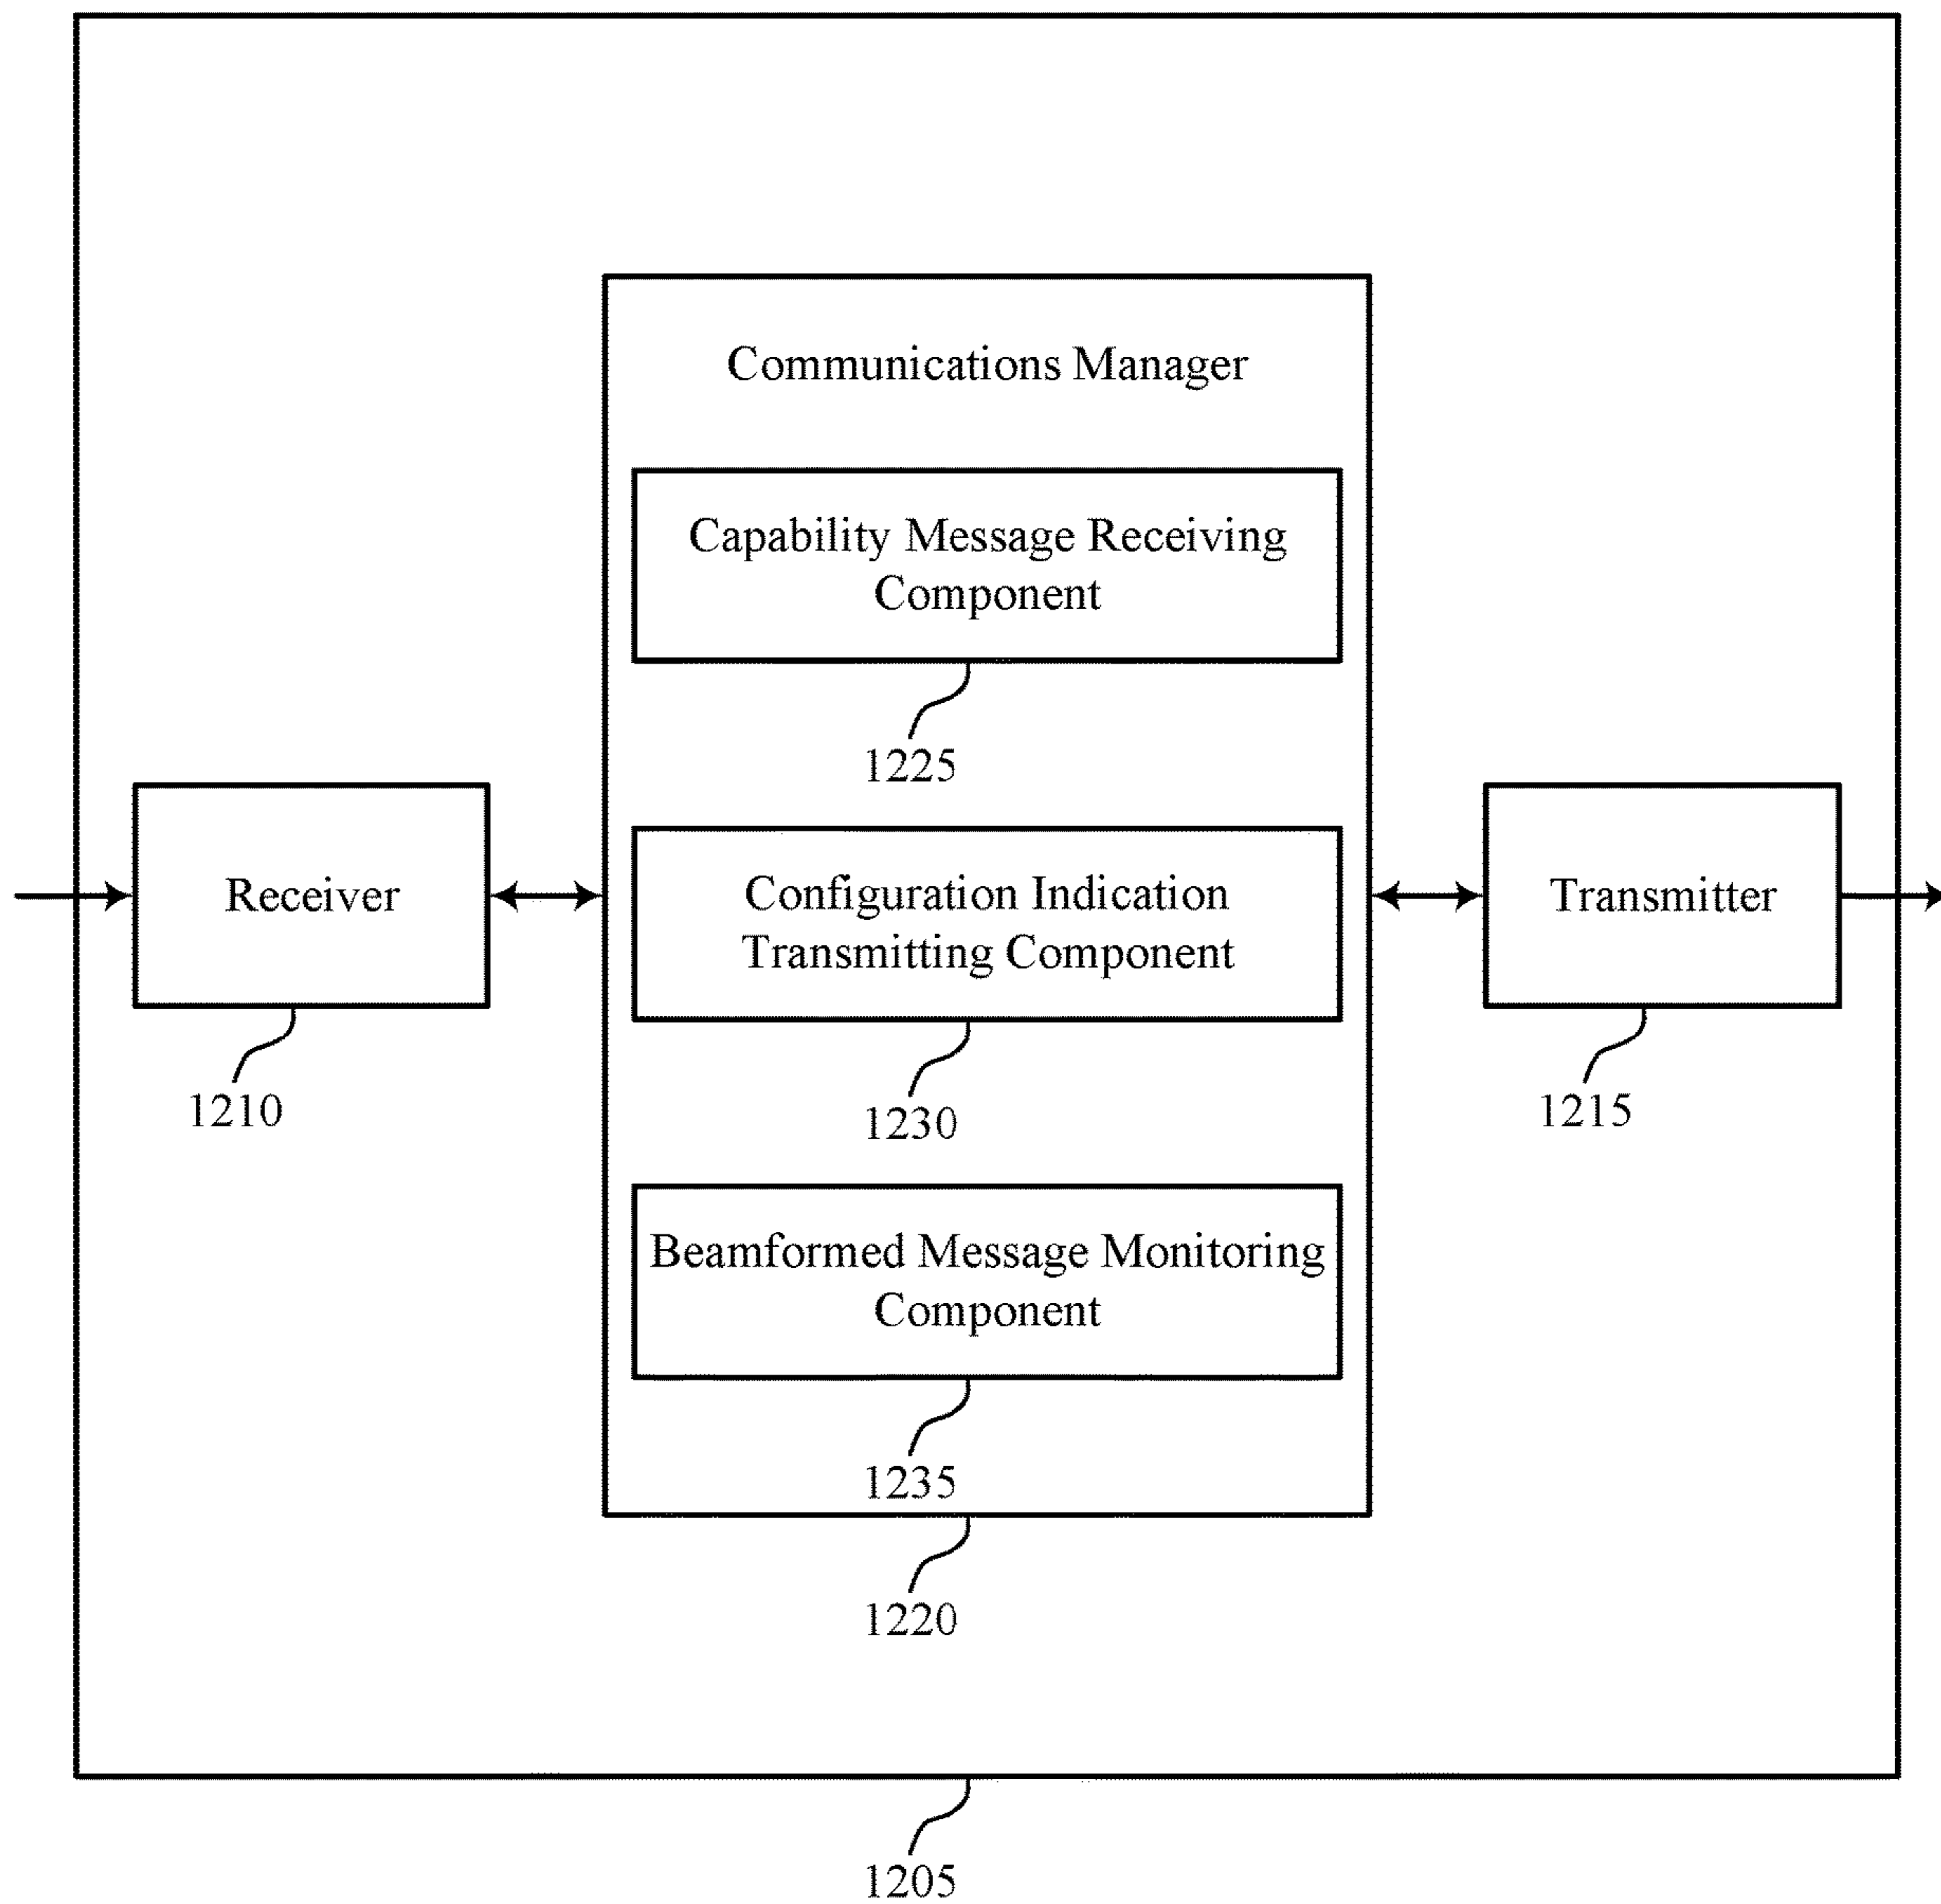 Communications Manager
Capability Message Receiving
Component
1225
Receiver
1210
Configuration Indication
Transmitting Component
1230
Transmitter
1215
Beamformed Message Monitoring
Component
1235
1220
1205